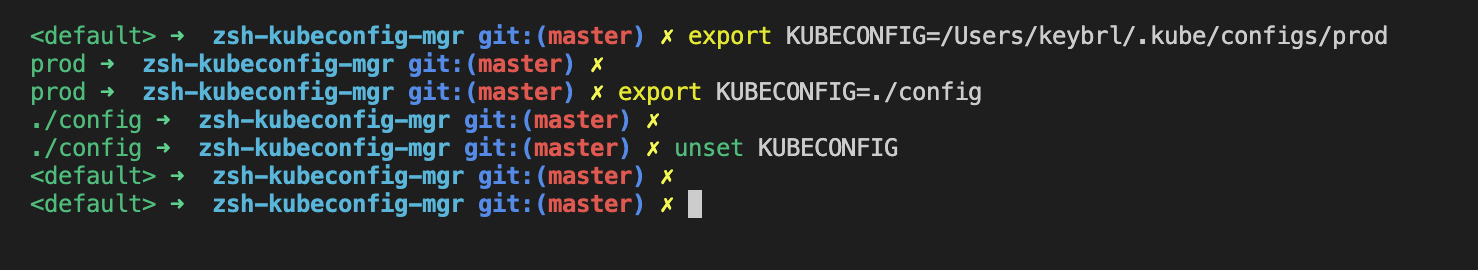 <default> ➜  zsh-kubeconfig-mgr git:(master) ✗ export KUBECONFIG=/Users/keybrl/.kube/configs/prod
prod ➜  zsh-kubeconfig-mgr git:(master) ✗
prod ➜  zsh-kubeconfig-mgr git:(master) ✗ export KUBECONFIG=./config
./config ➜  zsh-kubeconfig-mgr git:(master) ✗
./config ➜  zsh-kubeconfig-mgr git:(master) ✗ unset KUBECONFIG
<default> ➜  zsh-kubeconfig-mgr git:(master) ✗
<default> ➜  zsh-kubeconfig-mgr git:(master) ✗